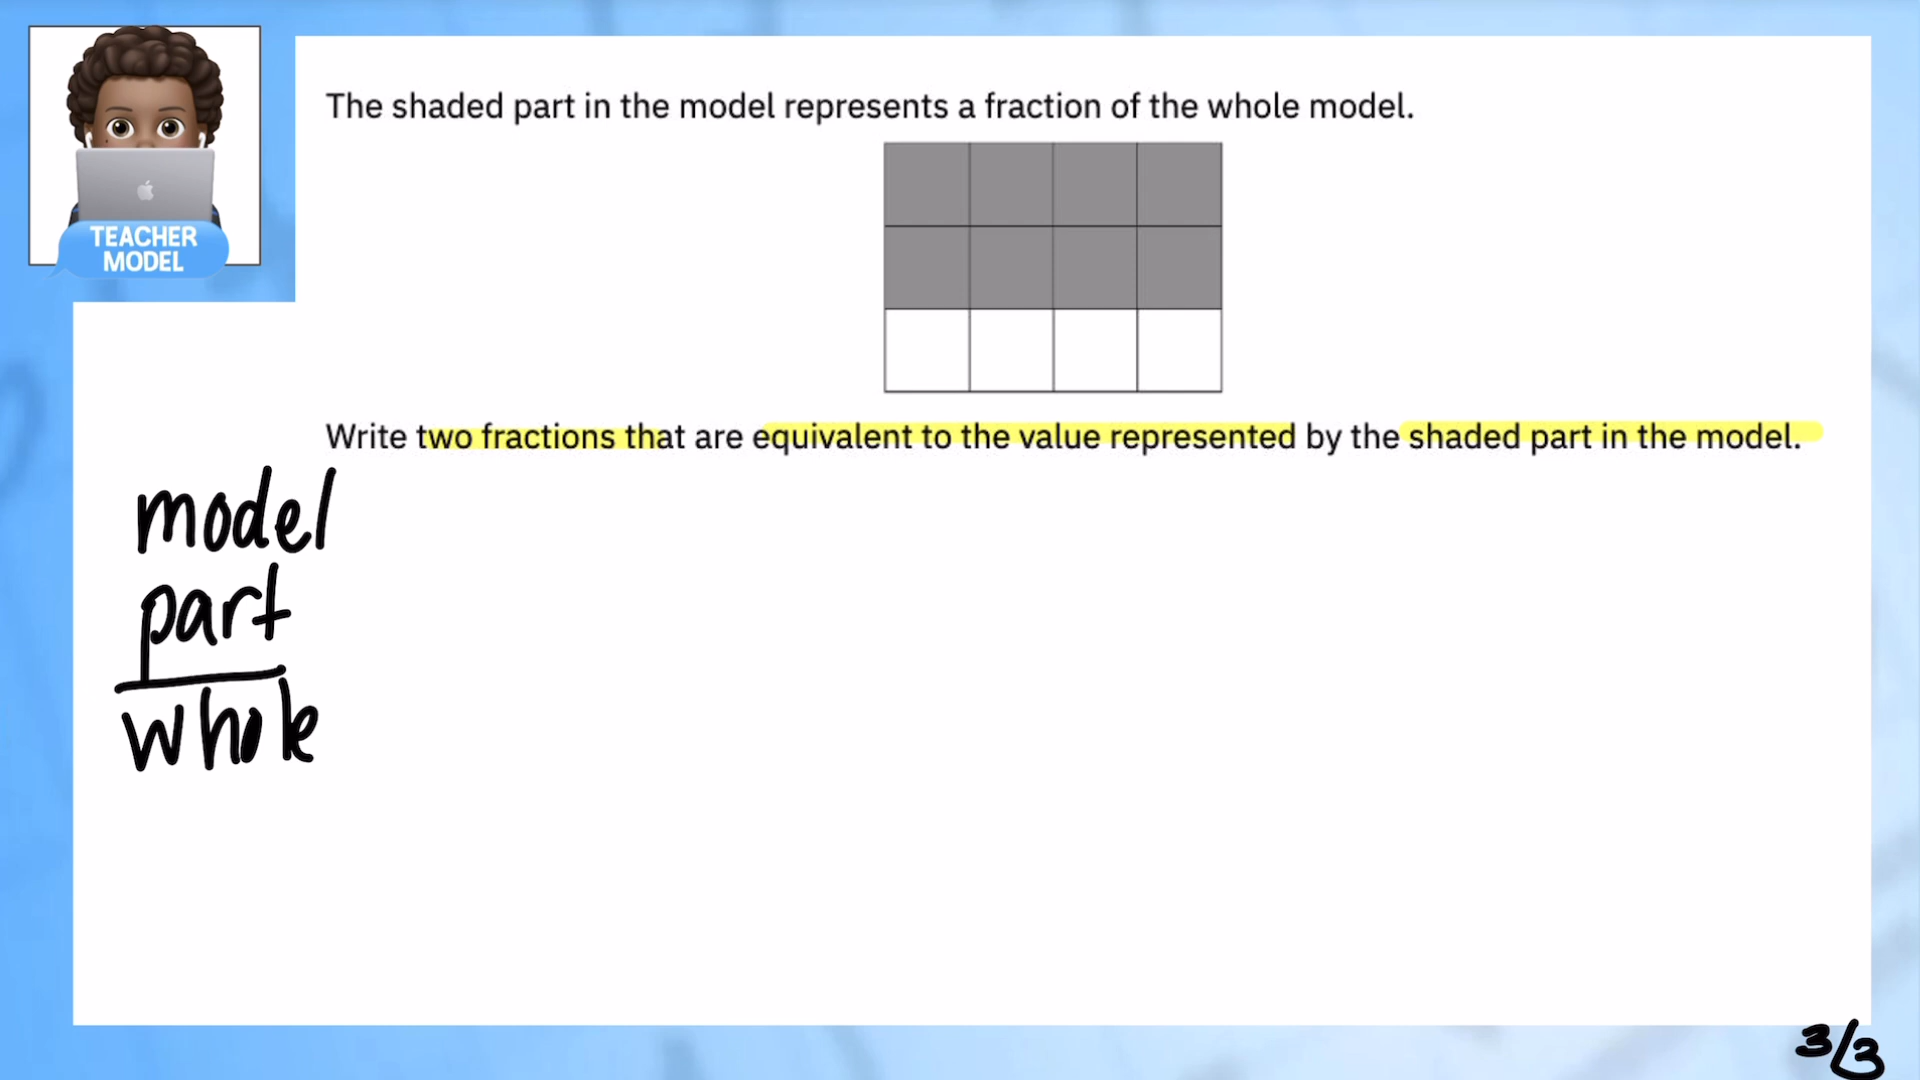 TEACHER
MODEL
The shaded part in the model represents a fraction of the whole model.
Write two fractions that are equivalent to the value represented by the shaded part in the model.
model
part
whole
3/3